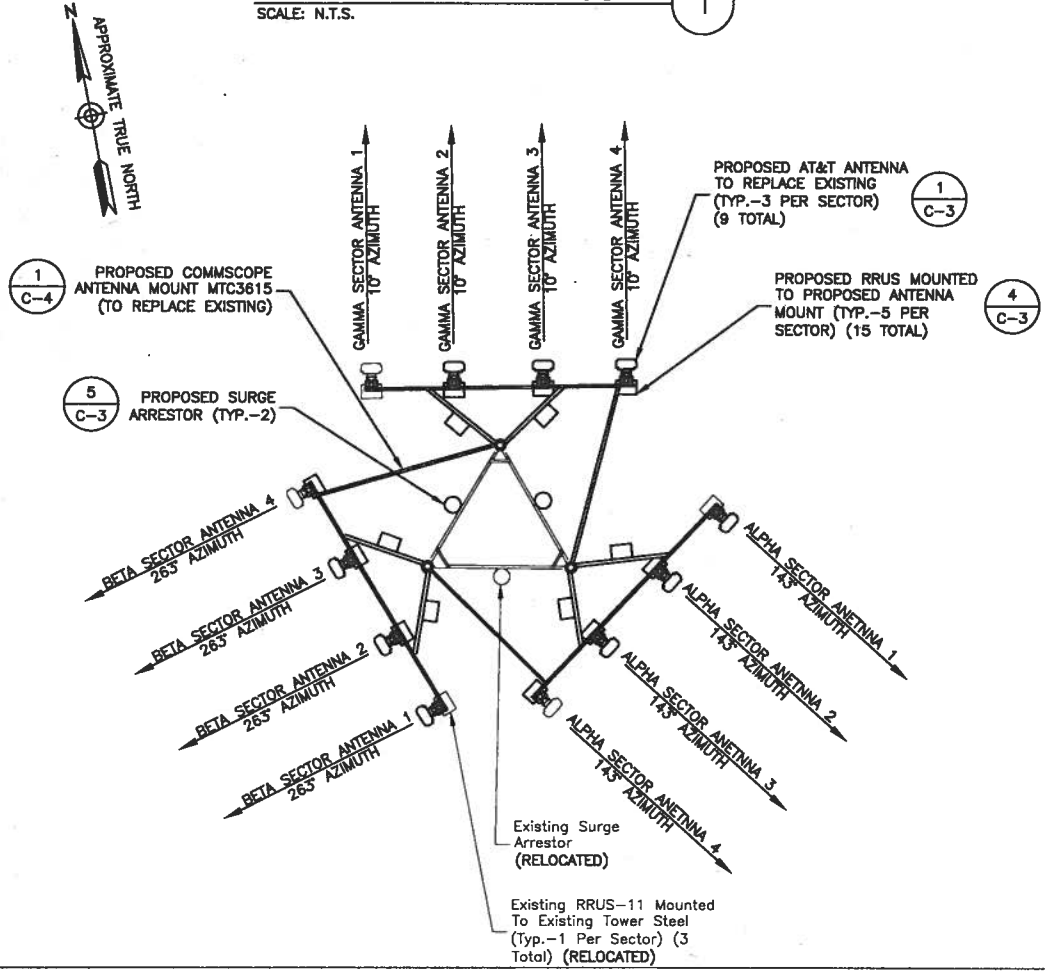 SCALE: N.T.S.
1
N
APPROXIMATE TRUE NORTH
GAMMA SECTOR ANTENNA 1
10° AZIMUTH
GAMMA SECTOR ANTENNA 2
10° AZIMUTH
GAMMA SECTOR ANTENNA 3
10° AZIMUTH
GAMMA SECTOR ANTENNA 4
10° AZIMUTH
PROPOSED AT&T ANTENNA
TO REPLACE EXISTING
(TYP.-3 PER SECTOR)
(9 TOTAL)
1
C-3
PROPOSED RRUS MOUNTED
TO PROPOSED ANTENNA
MOUNT (TYP.-5 PER
SECTOR) (15 TOTAL)
4
C-3
1
C-4
PROPOSED COMMSCOPE
ANTENNA MOUNT MTC3615
(TO REPLACE EXISTING)
5
C-3
PROPOSED SURGE
ARRESTOR (TYP.-2)
BETA SECTOR ANTENNA 4
263° AZIMUTH
BETA SECTOR ANTENNA 3
263° AZIMUTH
BETA SECTOR ANTENNA 2
263° AZIMUTH
BETA SECTOR ANTENNA 1
263° AZIMUTH
ALPHA SECTOR ANETNNA 1
143° AZIMUTH
ALPHA SECTOR ANETNNA 2
143° AZIMUTH
ALPHA SECTOR ANETNNA 3
143° AZIMUTH
ALPHA SECTOR ANETNNA 4
143° AZIMUTH
Existing Surge
Arrestor
(RELOCATED)
Existing RRUS-11 Mounted
To Existing Tower Steel
(Typ.-1 Per Sector) (3
Total) (RELOCATED)